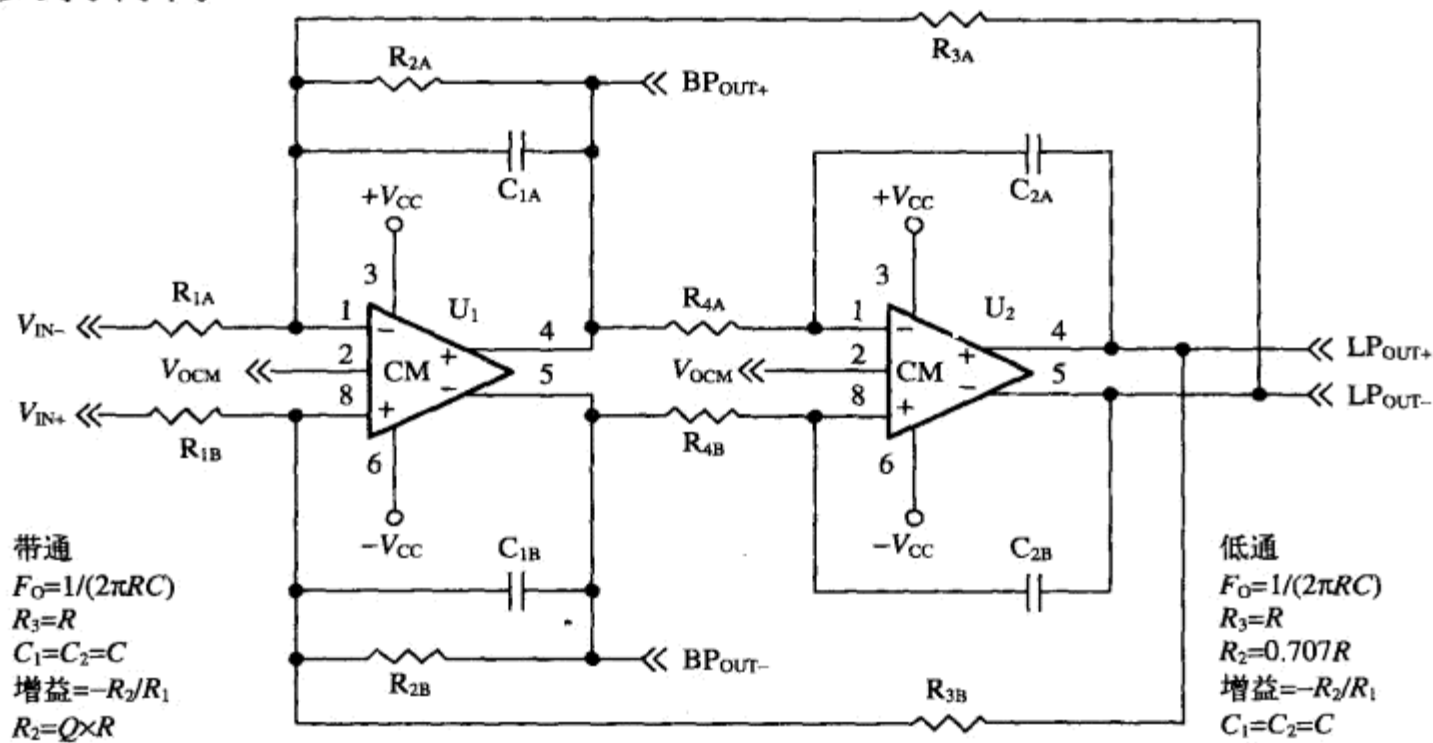 R3A
R2A
BPOUT+
C1A
C2A
+VCC
+VCC
3
3
R1A
U1
R4A
U2
VIN−
1
4
1
4
LPOUT+
−
+
−
+
VOCM
2
CM
5
VOCM
2
CM
5
−
−
LPOUT−
VIN+
8
+
8
+
R1B
R4B
6
6
−VCC
−VCC
C1B
C2B
R2B
BPOUT−
R3B
带通
FO=1/(2πRC)
R3=R
C1=C2=C
增益=−R2/R1
R2=Q×R
低通
FO=1/(2πRC)
R3=R
R2=0.707R
增益=−R2/R1
C1=C2=C